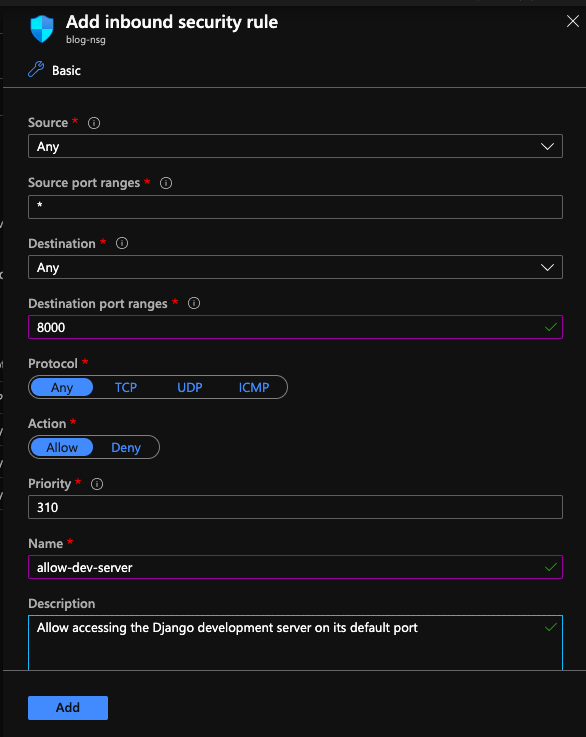 Add inbound security rule
blog-nsg
Basic
Source *
Any
Source port ranges *
*
Destination *
Any
Destination port ranges *
8000
Protocol *
Any TCP UDP ICMP
Action *
Allow Deny
Priority *
310
Name *
allow-dev-server
Description
Allow accessing the Django development server on its default port
Add